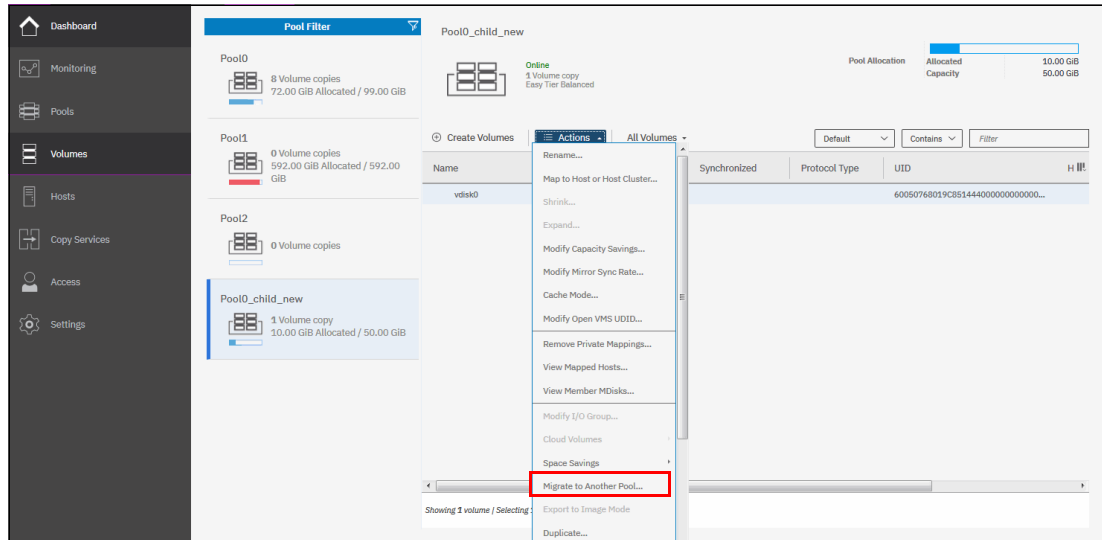 Dashboard
Monitoring
Pools
Volumes
Hosts
Copy Services
Access
Settings
Pool Filter
Pool0
8 Volume copies
72.00 GiB Allocated / 99.00 GiB
Pool1
0 Volume copies
592.00 GiB Allocated / 592.00
GiB
Pool2
0 Volume copies
Pool0_child_new
1 Volume copy
10.00 GiB Allocated / 50.00 GiB
Pool0_child_new
Online
1 Volume copy
Easy Tier Balanced
Pool Allocation
Allocated 10.00 GiB
Capacity 50.00 GiB
Create Volumes
Actions
All Volumes
Default
Contains
Filter
Name
Synchronized
Protocol Type
UID
H
vdisk0
60050768019C851444000000000000...
Rename...
Map to Host or Host Cluster...
Shrink...
Expand...
Modify Capacity Savings...
Modify Mirror Sync Rate...
Cache Mode...
Modify Open VMS UDID...
Remove Private Mappings...
View Mapped Hosts...
View Member MDisks...
Modify I/O Group...
Cloud Volumes
Space Savings
Migrate to Another Pool...
Export to Image Mode
Duplicate...
Showing 1 volume | Selecting